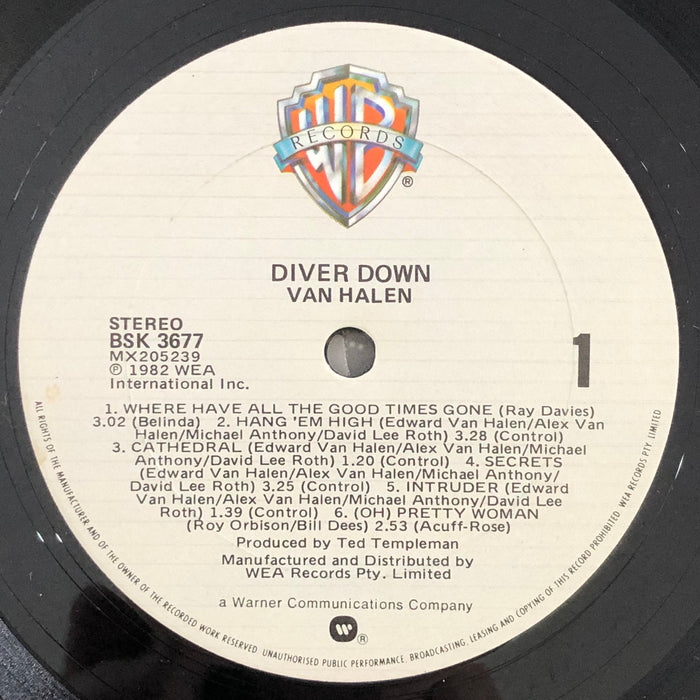 WB
RECORDS
®
DIVER DOWN
VAN HALEN
STEREO
BSK 3677
MX205239
℗ 1982 WEA
International Inc.
1
1. WHERE HAVE ALL THE GOOD TIMES GONE (Ray Davies)
3.02 (Belinda) 2. HANG 'EM HIGH (Edward Van Halen/Alex Van
Halen/Michael Anthony/David Lee Roth) 3.28 (Control)
3. CATHEDRAL (Edward Van Halen/Alex Van Halen/Michael
Anthony/David Lee Roth) 1.20 (Control) 4. SECRETS
(Edward Van Halen/Alex Van Halen/Michael Anthony/
David Lee Roth) 3.25 (Control) 5. INTRUDER (Edward
Van Halen/Alex Van Halen/Michael Anthony/David Lee
Roth) 1.39 (Control) 6. (OH) PRETTY WOMAN
(Roy Orbison/Bill Dees) 2.53 (Acuff-Rose)
Produced by Ted Templeman
Manufactured and Distributed by
WEA Records Pty. Limited
a Warner Communications Company
®
ALL RIGHTS OF THE MANUFACTURER AND OF THE OWNER OF THE RECORDED WORK RESERVED. UNAUTHORISED PUBLIC PERFORMANCE, BROADCASTING, LEASING AND COPYING OF THIS RECORD PROHIBITED WEA RECORDS PTY. LIMITED